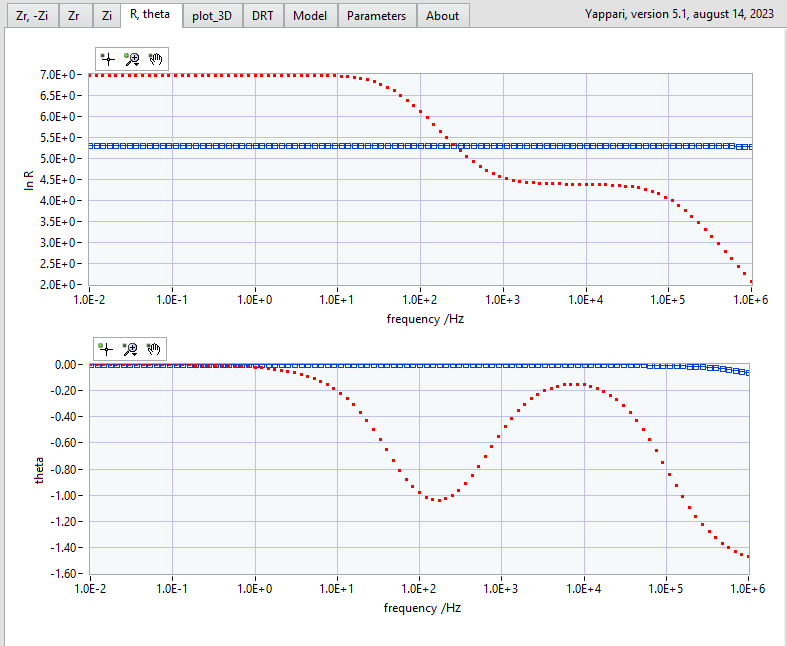 Zr, -Zi Zr Zi R, theta plot_3D DRT Model Parameters About Yappari, version 5.1, august 14, 2023
7.0E+0
6.5E+0
6.0E+0
5.5E+0
5.0E+0
4.5E+0
4.0E+0
3.5E+0
3.0E+0
2.5E+0
2.0E+0
ln R
1.0E-2 1.0E-1 1.0E+0 1.0E+1 1.0E+2 1.0E+3 1.0E+4 1.0E+5 1.0E+6
frequency /Hz
0.00
-0.20
-0.40
-0.60
-0.80
-1.00
-1.20
-1.40
-1.60
theta
1.0E-2 1.0E-1 1.0E+0 1.0E+1 1.0E+2 1.0E+3 1.0E+4 1.0E+5 1.0E+6
frequency /Hz